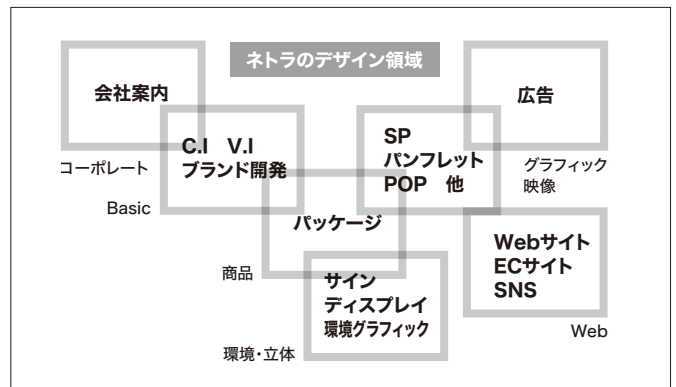 ネトラのデザイン領域
会社案内
コーポレート
C.I　V.I
ブランド開発
Basic
パッケージ
商品
サイン
ディスプレイ
環境グラフィック
環境・立体
SP
パンフレット
POP　他
広告
グラフィック
映像
Webサイト
ECサイト
SNS
Web